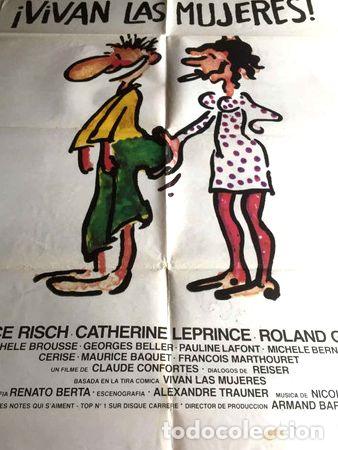 ¡VIVAN LAS MUJERES!
CE RISCH · CATHERINE LEPRINCE · ROLAND
HELE BROUSSE · GEORGES BELLER · PAULINE LAFONT · MICHELE BERN
CERISE · MAURICE BAQUET · FRANCOIS MARTHOURET
UN FILME DE CLAUDE CONFORTES · DIALOGOS DE REISER
BASADA EN LA TIRA COMICA VIVAN LAS MUJERES
FIA RENATO BERTA · ESCENOGRAFIA · ALEXANDRE TRAUNER · MUSICA DE NICOL
ES NOTES QUI S'AIMENT - TOP Nº 1 SUR DISQUE CARRERE · DIRECTOR DE PRODUCCION ARMAND BAR
todocoleccion